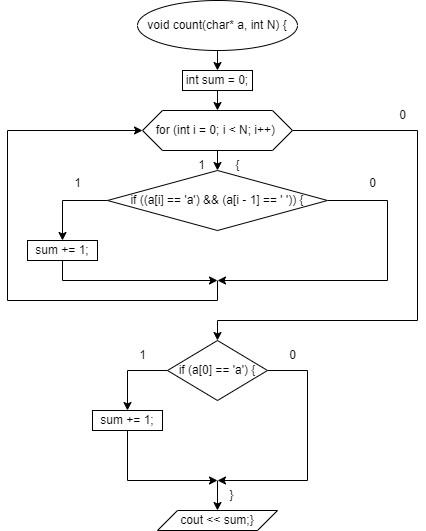 void count(char* a, int N) {
int sum = 0;
0
for (int i = 0; i < N; i++)
1 {
1
0
if ((a[i] == 'a') && (a[i - 1] == ' ')) {
sum += 1;
1
0
if (a[0] == 'a') {
sum += 1;
}
cout << sum;}